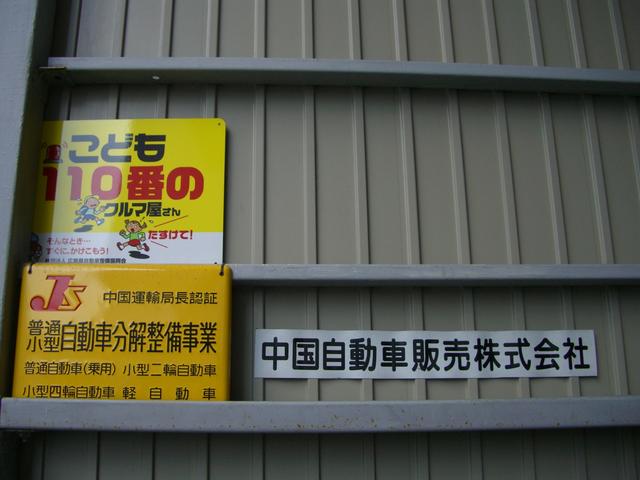 こども
110番の
クルマ屋さん
たすけて!
そんなとき…
すぐに、かけこもう!
JS
中国運輸局長認証
普通
小型自動車分解整備事業
普通自動車(乗用) 小型二輪自動車
小型四輪自動車 軽自動車
中国自動車販売株式会社